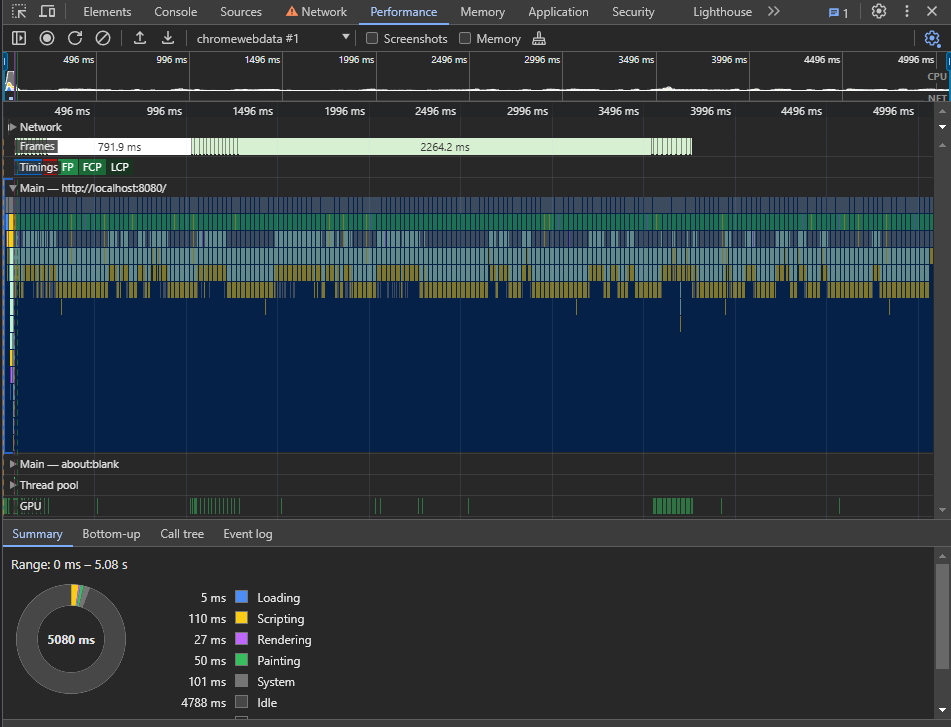 Elements Console Sources Network Performance Memory Application Security Lighthouse 1
chromewebdata #1 Screenshots Memory
496 ms 996 ms 1496 ms 1996 ms 2496 ms 2996 ms 3496 ms 3996 ms 4496 ms 4996 ms
CPU
NET
496 ms 996 ms 1496 ms 1996 ms 2496 ms 2996 ms 3496 ms 3996 ms 4496 ms 4996 ms
Network
Frames 791.9 ms 2264.2 ms
Timings FP FCP LCP
Main — http://localhost:8080/
Main — about:blank
Thread pool
GPU
Summary Bottom-up Call tree Event log
Range: 0 ms – 5.08 s
5 ms Loading
110 ms Scripting
5080 ms 27 ms Rendering
50 ms Painting
101 ms System
4788 ms Idle